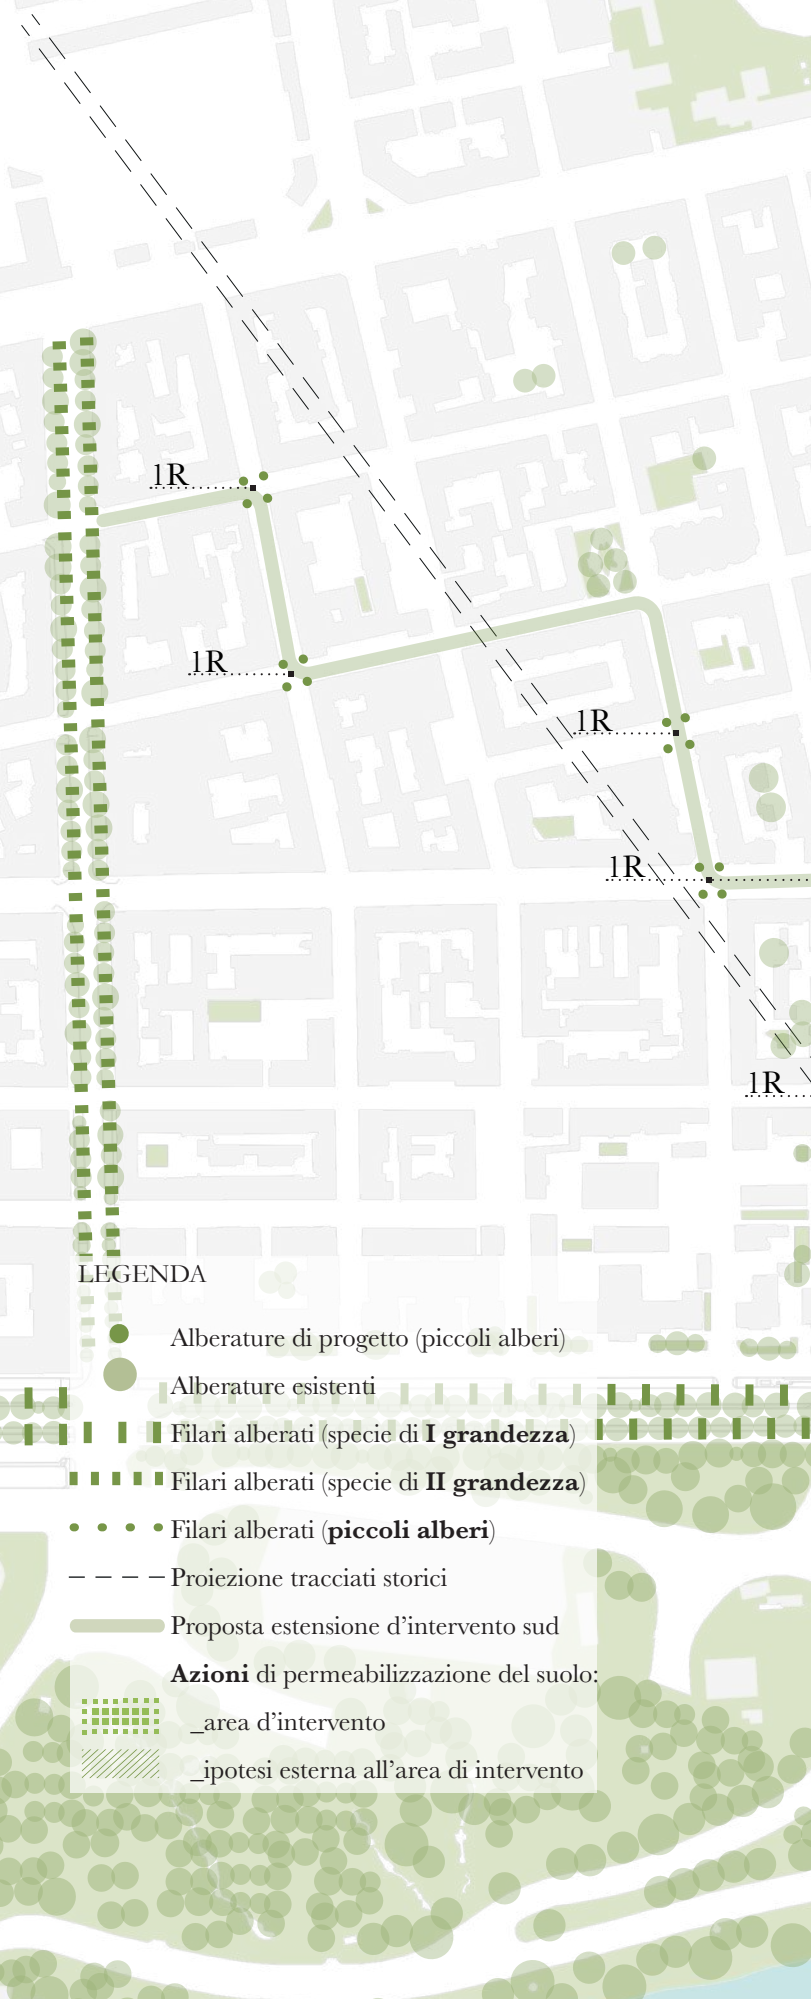 1R
1R
1R
1R
1R
LEGENDA
Alberature di progetto (piccoli alberi)
Alberature esistenti
Filari alberati (specie di I grandezza)
Filari alberati (specie di II grandezza)
Filari alberati (piccoli alberi)
Proiezione tracciati storici
Proposta estensione d’intervento sud
Azioni di permeabilizzazione del suolo:
_area d’intervento
_ipotesi esterna all’area di intervento